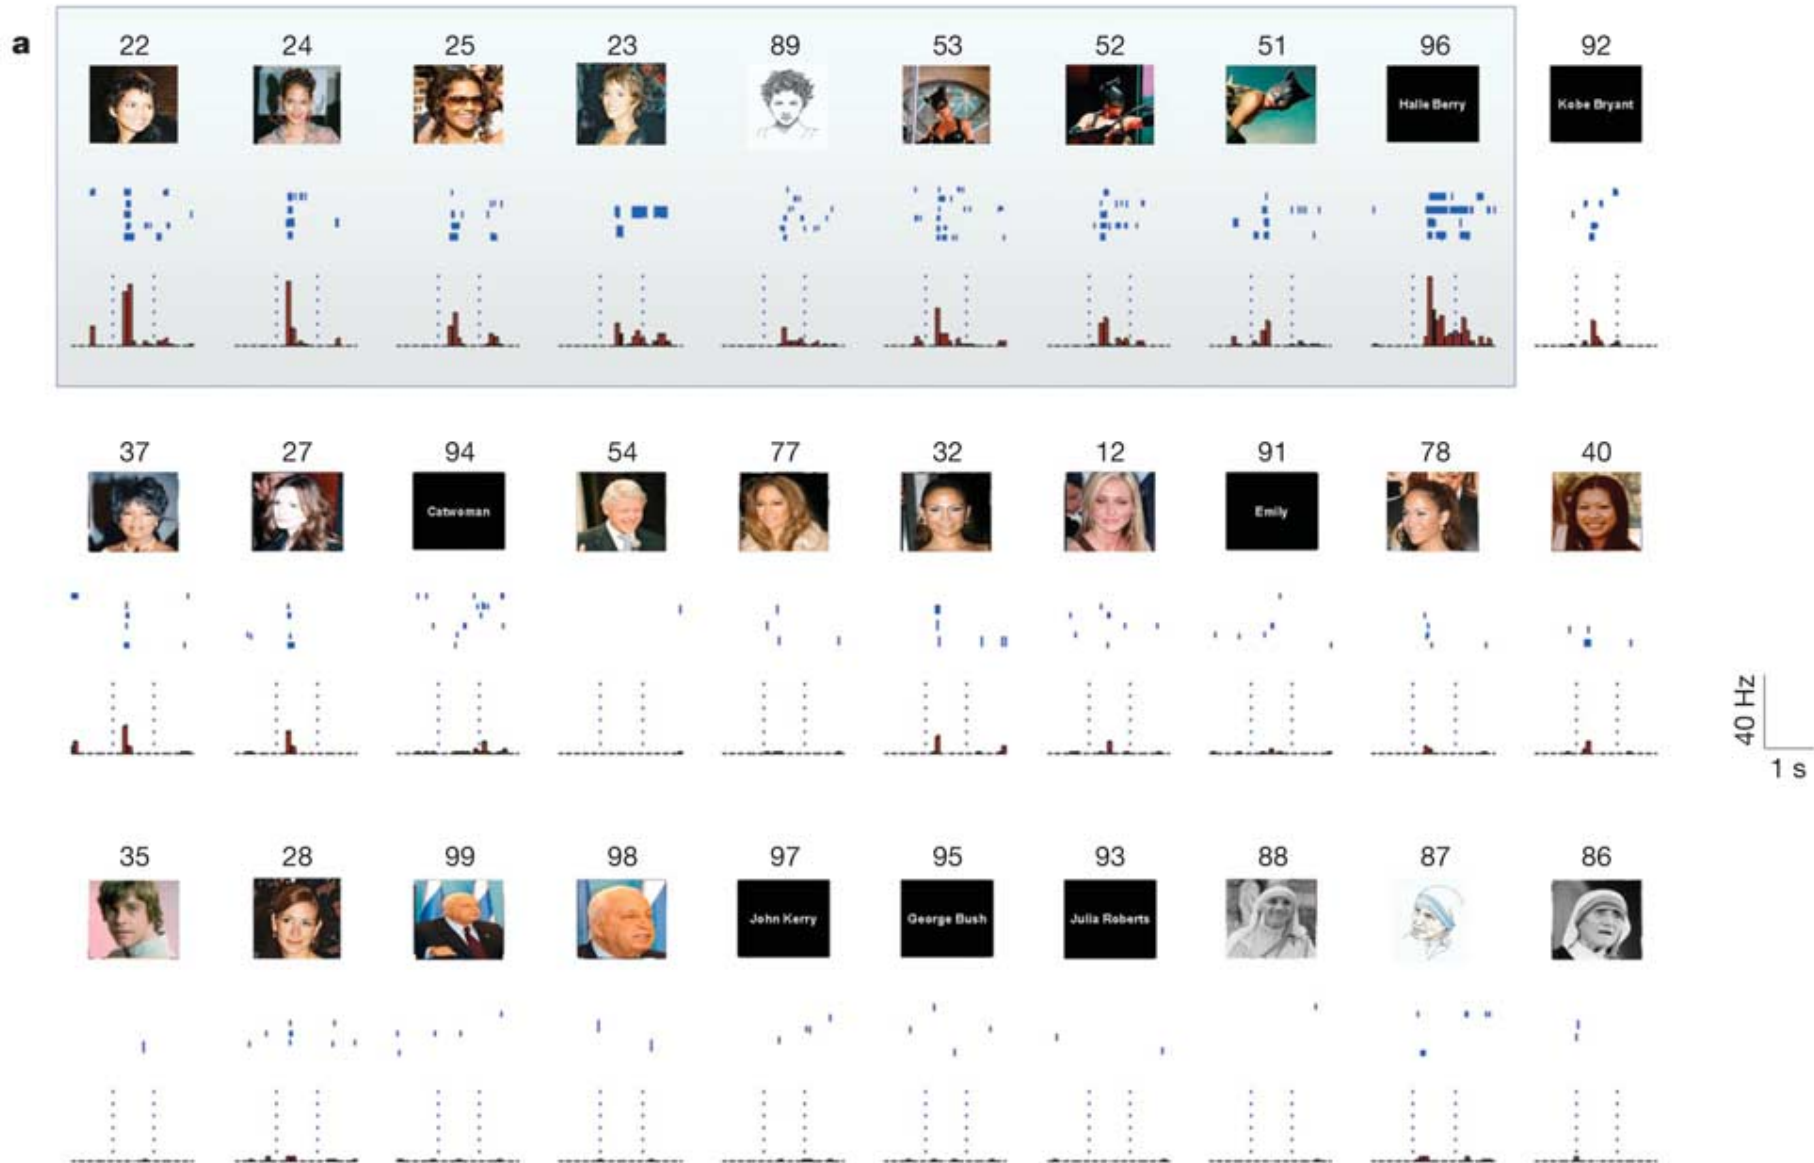 a
22 24 25 23 89 53 52 51 96 92
Halle Berry Kobe Bryant
37 27 94 54 77 32 12 91 78 40
Catwoman Emily
40 Hz
1 s
35 28 99 98 97 95 93 88 87 86
John Kerry George Bush Julia Roberts